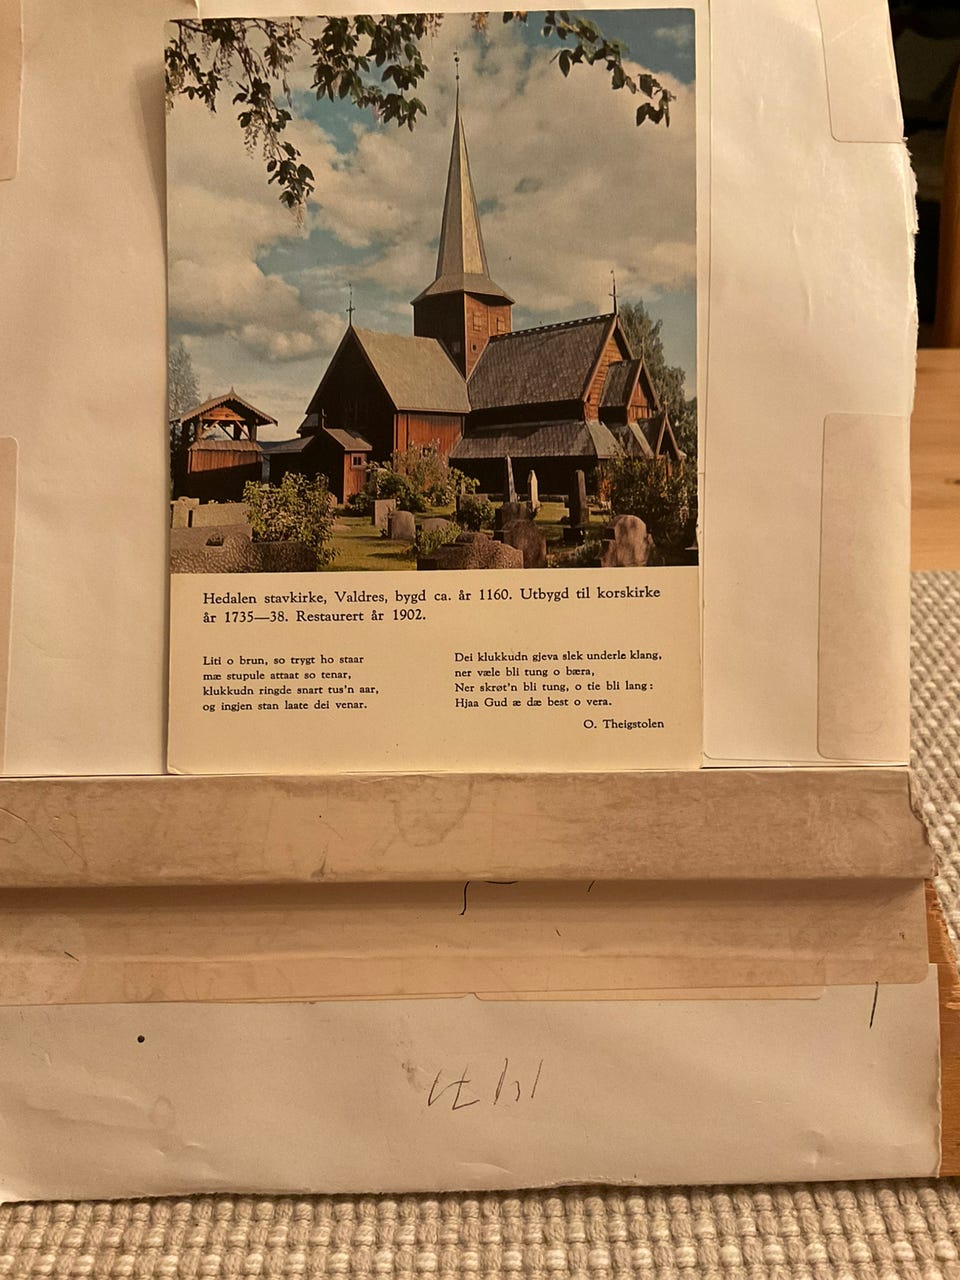 Hedalen stavkirke, Valdres, bygd ca. år 1160. Utbygd til korskirke
år 1735—38. Restaurert år 1902.
Liti o brun, so trygt ho staar
mæ stupule attaat so tenar,
klukkudn ringde snart tus'n aar,
og ingjen stan laate dei venar.
Dei klukkudn gjeva slek underle klang,
ner væle bli tung o bæra,
Ner skrøt'n bli tung, o tie bli lang:
Hjaa Gud æ dæ best o vera.
O. Theigstolen